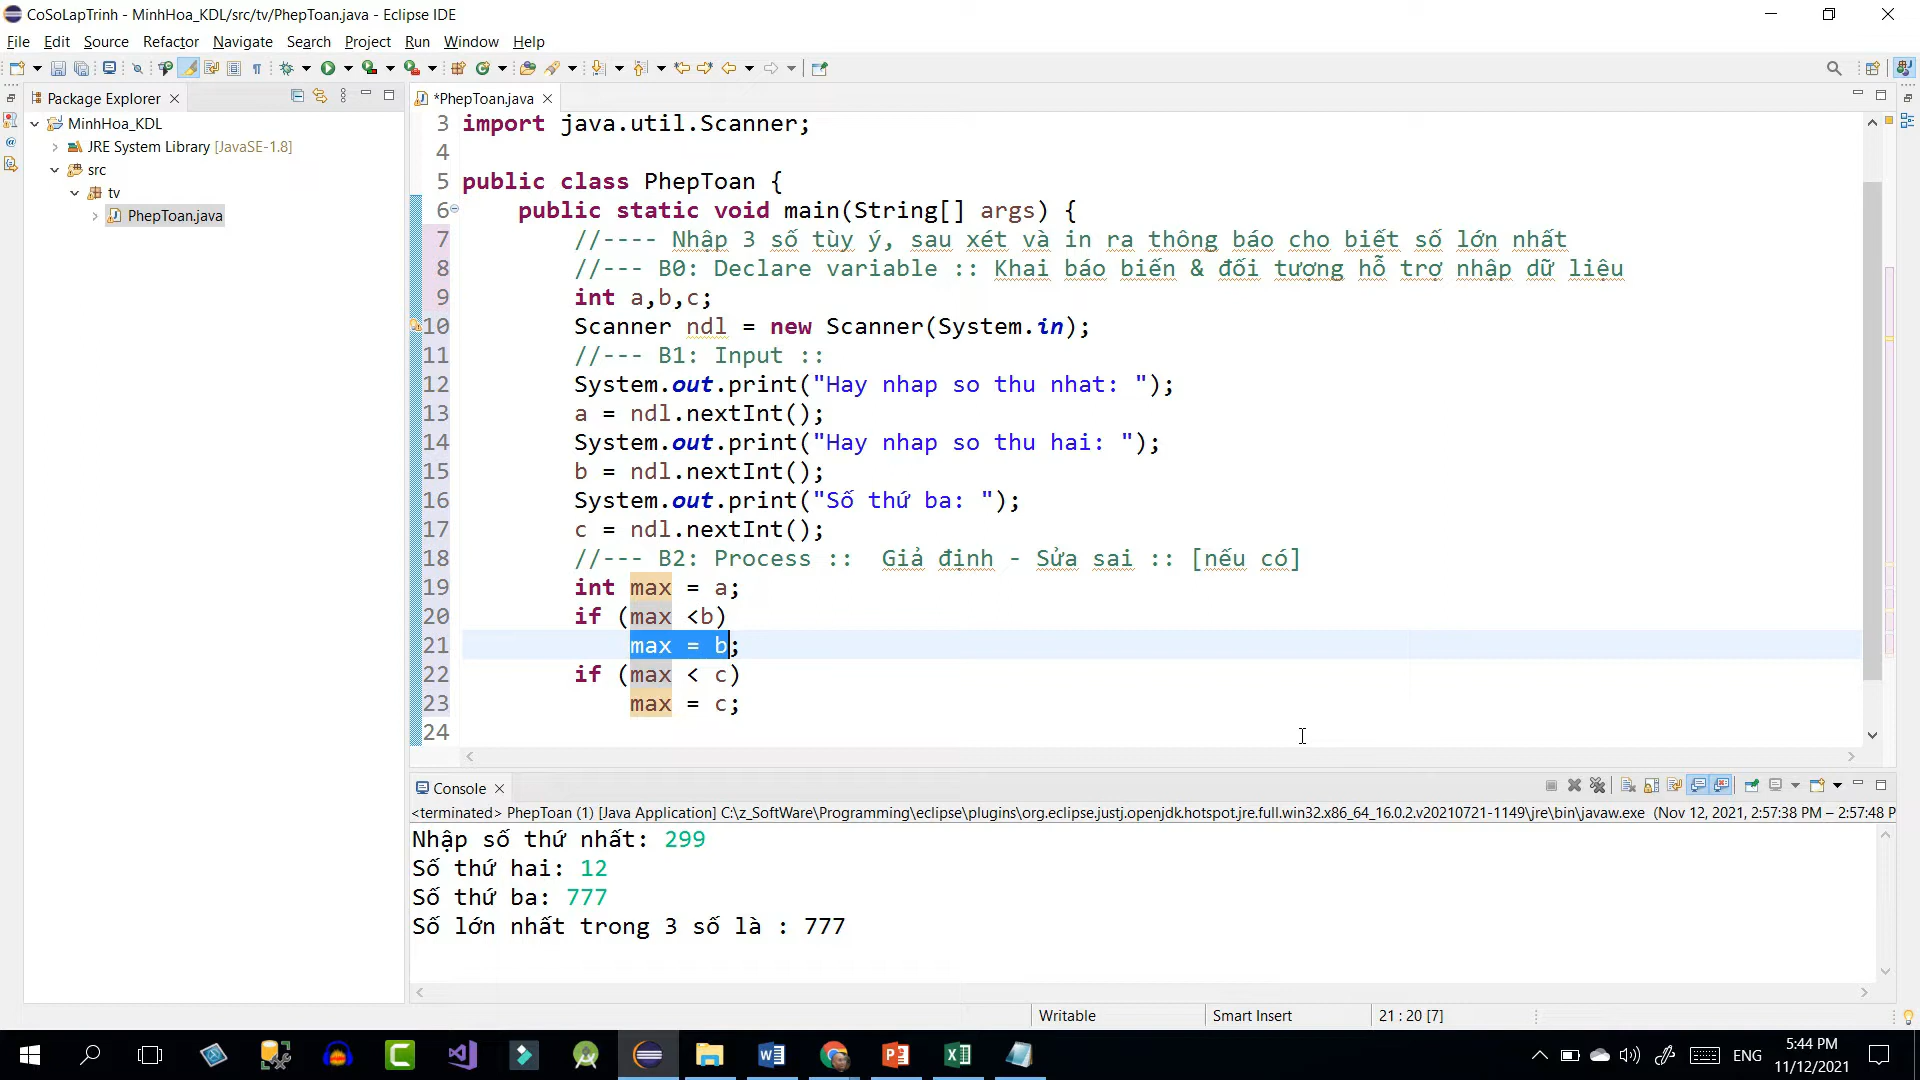 CoSoLapTrinh - MinhHoa_KDL/src/tv/PhepToan.java - Eclipse IDE
File Edit Source Refactor Navigate Search Project Run Window Help
Package Explorer
*PhepToan.java
MinhHoa_KDL
JRE System Library [JavaSE-1.8]
src
tv
PhepToan.java
3 import java.util.Scanner;
4
5 public class PhepToan {
6 public static void main(String[] args) {
7 //---- Nhập 3 số tùy ý, sau xét và in ra thông báo cho biết số lớn nhất
8 //--- B0: Declare variable :: Khai báo biến & đối tượng hỗ trợ nhập dữ liêu
9 int a,b,c;
10 Scanner ndl = new Scanner(System.in);
11 //--- B1: Input ::
12 System.out.print("Hay nhap so thu nhat: ");
13 a = ndl.nextInt();
14 System.out.print("Hay nhap so thu hai: ");
15 b = ndl.nextInt();
16 System.out.print("Số thứ ba: ");
17 c = ndl.nextInt();
18 //--- B2: Process :: Giả định - Sửa sai :: [nếu có]
19 int max = a;
20 if (max <b)
21 max = b;
22 if (max < c)
23 max = c;
24
Console
<terminated> PhepToan (1) [Java Application] C:\z_SoftWare\Programming\eclipse\plugins\org.eclipse.justj.openjdk.hotspot.jre.full.win32.x86_64_16.0.2.v20210721-1149\jre\bin\javaw.exe (Nov 12, 2021, 2:57:38 PM – 2:57:48 P
Nhập số thứ nhất: 299
Số thứ hai: 12
Số thứ ba: 777
Số lớn nhất trong 3 số là : 777
Writable Smart Insert 21 : 20 [7]
ENG
5:44 PM
11/12/2021